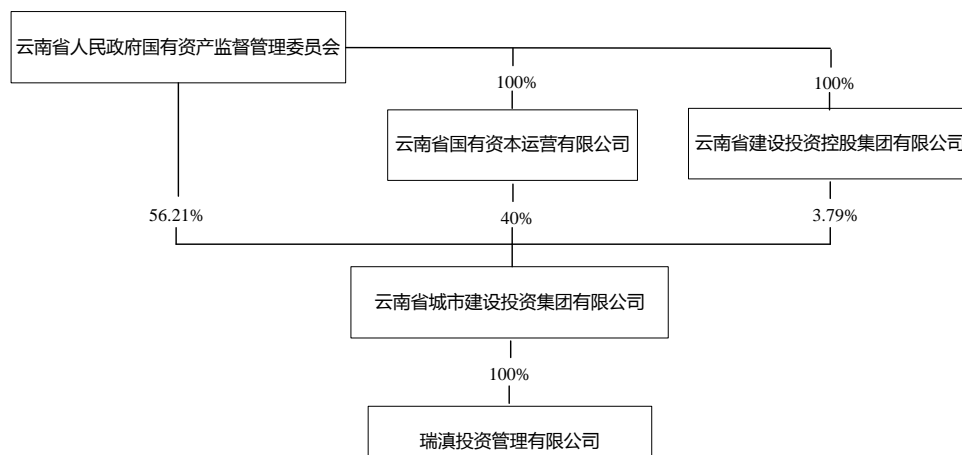 云南省人民政府国有资产监督管理委员会
100%
100%
云南省国有资本运营有限公司
云南省建设投资控股集团有限公司
56.21%
40%
3.79%
云南省城市建设投资集团有限公司
100%
瑞滇投资管理有限公司